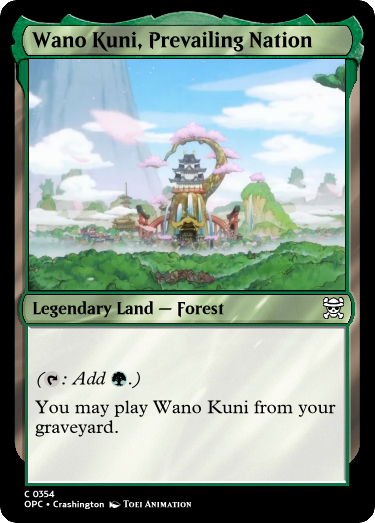 Wano Kuni, Prevailing Nation
Legendary Land — Forest
(: Add .)
You may play Wano Kuni from your
graveyard.
C 0354
OPC • Crashington Toei Animation